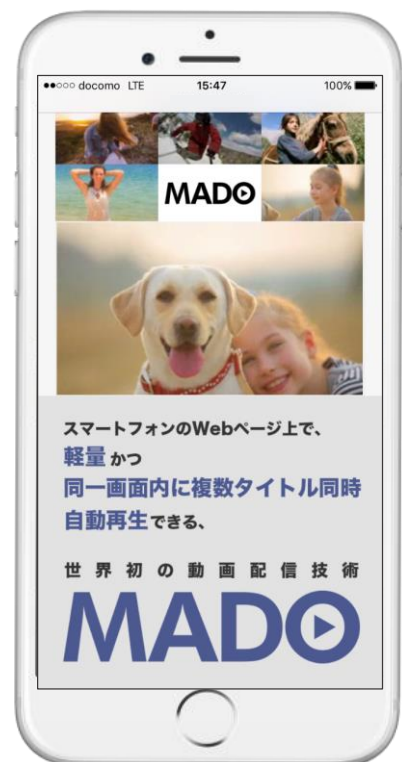 ●●○○○ docomo LTE 15:47 100%
MADO
スマートフォンのWebページ上で、
軽量 かつ
同一画面内に複数タイトル同時
自動再生できる、
世界初の動画配信技術
MADO